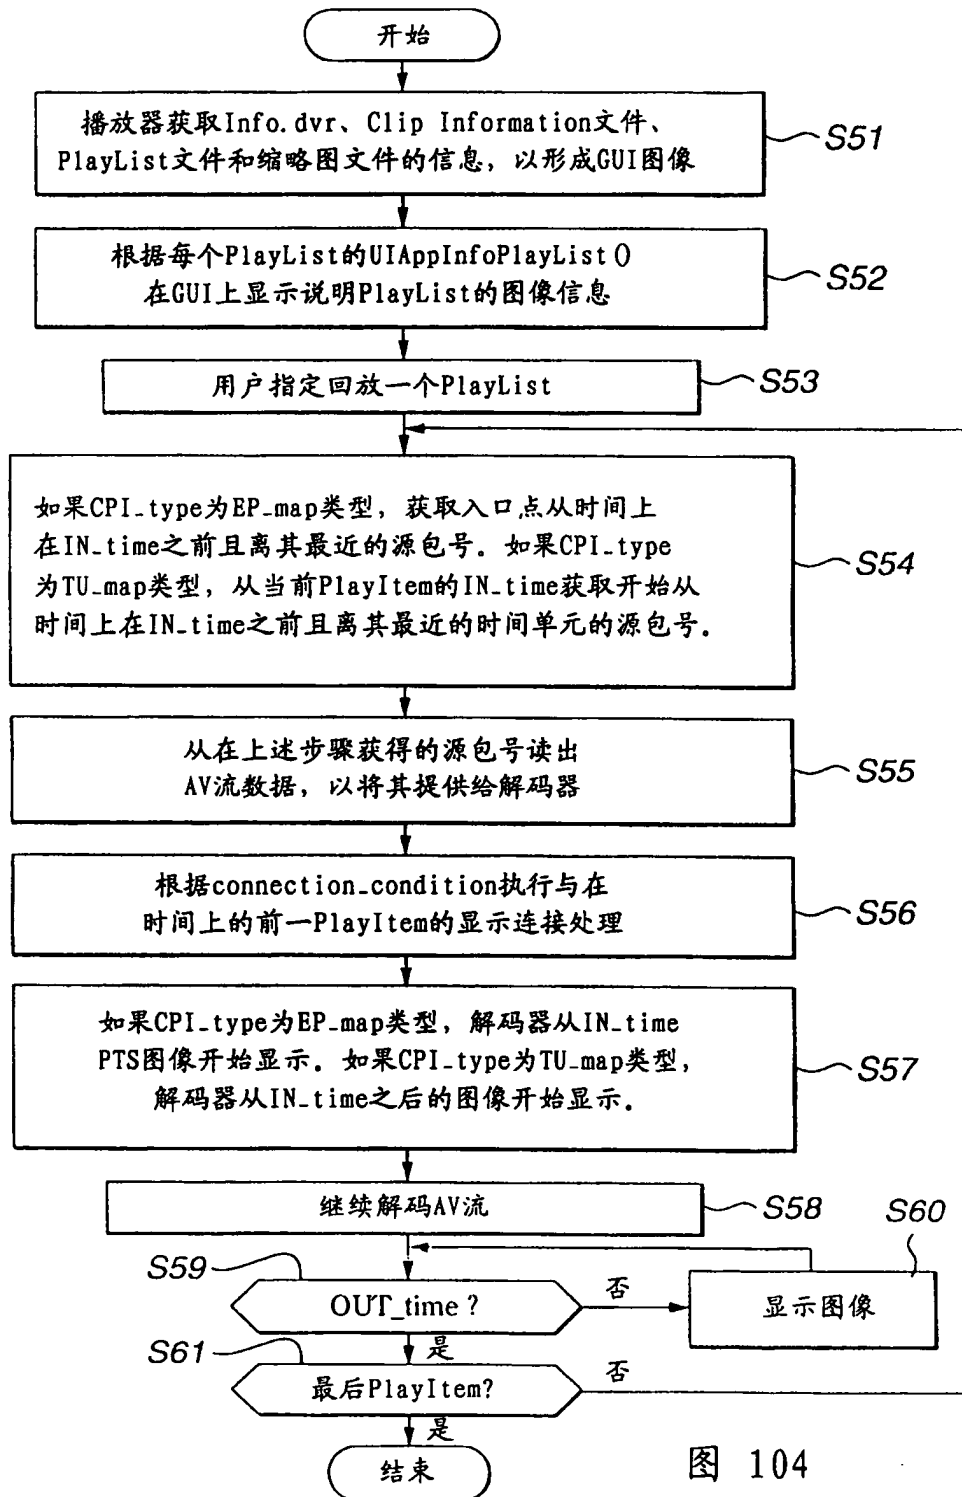 开始
播放器获取Info.dvr、Clip Information文件、
PlayList文件和缩略图文件的信息，以形成GUI图像
S51
根据每个PlayList的UIAppInfoPlayList()
在GUI上显示说明PlayList的图像信息
S52
用户指定回放一个PlayList
S53
如果CPI_type为EP_map类型，获取入口点从时间上
在IN_time之前且离其最近的源包号。如果CPI_type
为TU_map类型，从当前PlayItem的IN_time获取开始从
时间上在IN_time之前且离其最近的时间单元的源包号。
S54
从在上述步骤获得的源包号读出
AV流数据，以将其提供给解码器
S55
根据connection_condition执行与在
时间上的前一PlayItem的显示连接处理
S56
如果CPI_type为EP_map类型，解码器从IN_time
PTS图像开始显示。如果CPI_type为TU_map类型，
解码器从IN_time之后的图像开始显示。
S57
继续解码AV流
S58
S59
OUT_time？
否
S60
显示图像
是
S61
最后PlayItem?
否
是
结束
图 104